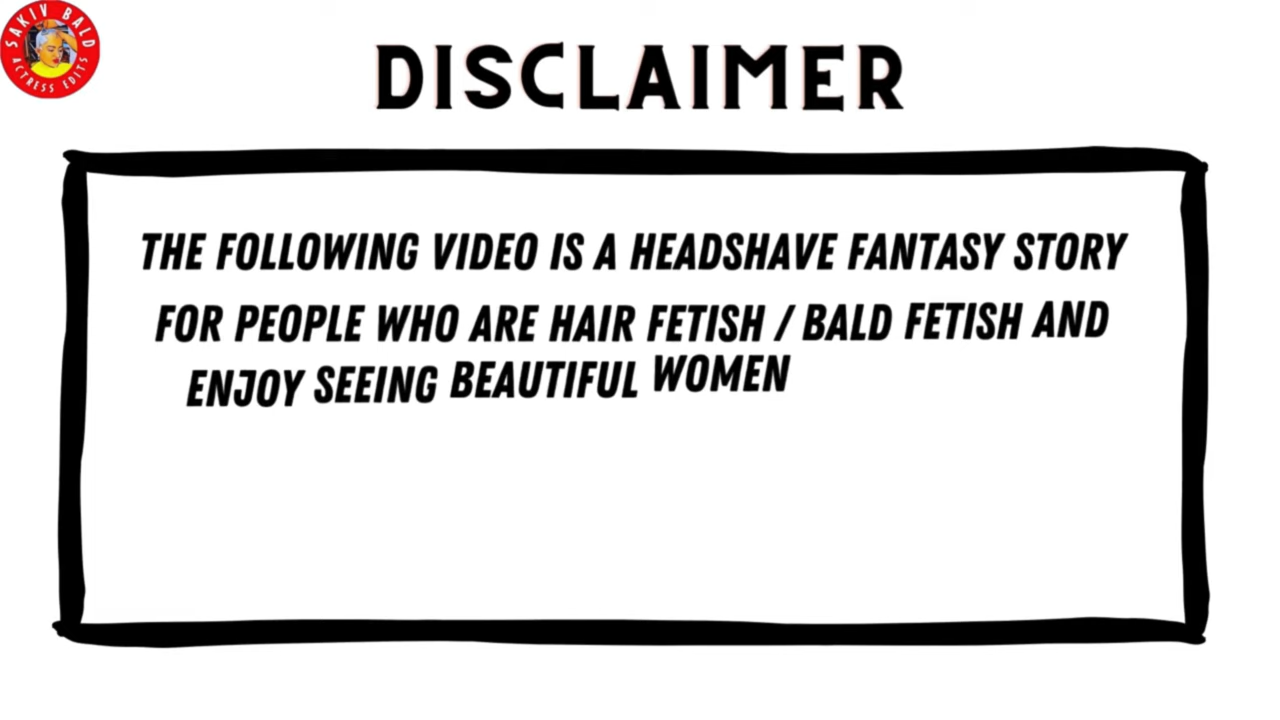 SAKIV BALD
ACTRESS EDITS
DISCLAIMER
THE FOLLOWING VIDEO IS A HEADSHAVE FANTASY STORY
FOR PEOPLE WHO ARE HAIR FETISH / BALD FETISH AND
ENJOY SEEING BEAUTIFUL WOMEN